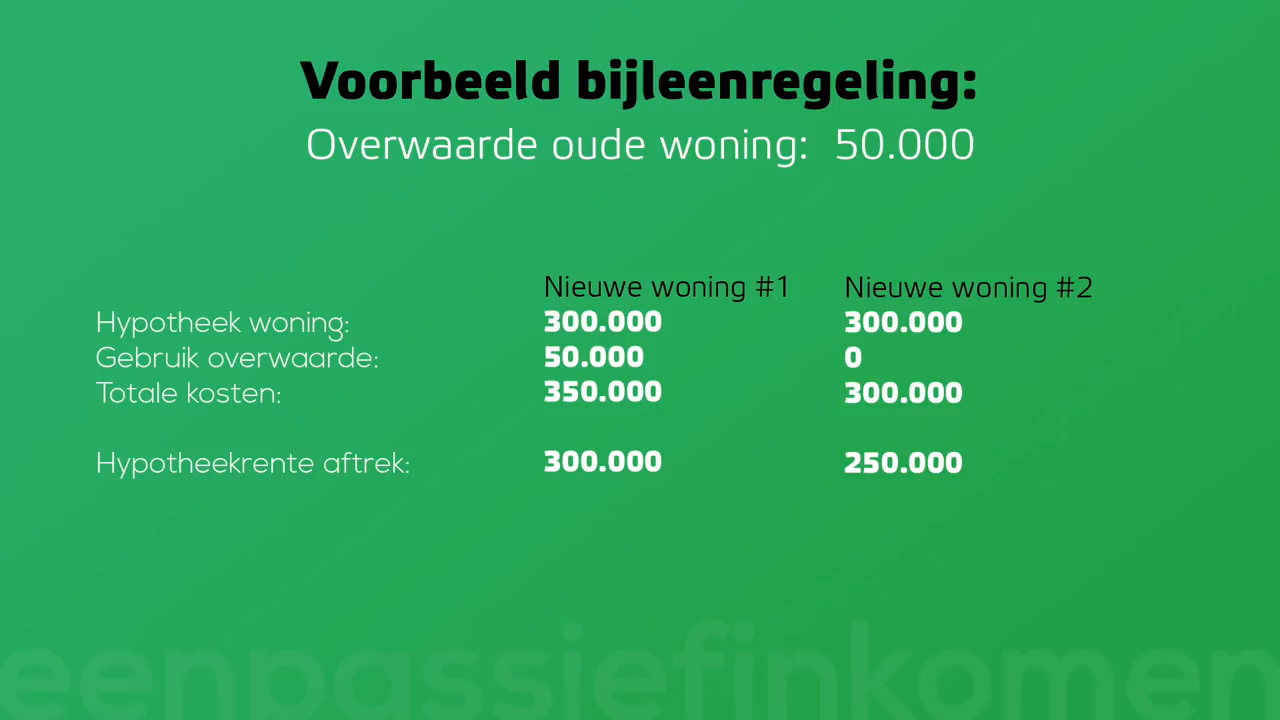 Voorbeeld bijleenregeling:
Overwaarde oude woning: 50.000
Nieuwe woning #1 Nieuwe woning #2
Hypotheek woning: 300.000 300.000
Gebruik overwaarde: 50.000 0
Totale kosten: 350.000 300.000
Hypotheekrente aftrek: 300.000 250.000
eenpassiefinkomen